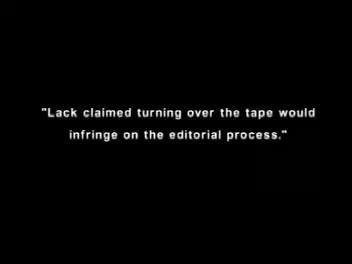 "Lack claimed turning over the tape would
infringe on the editorial process."